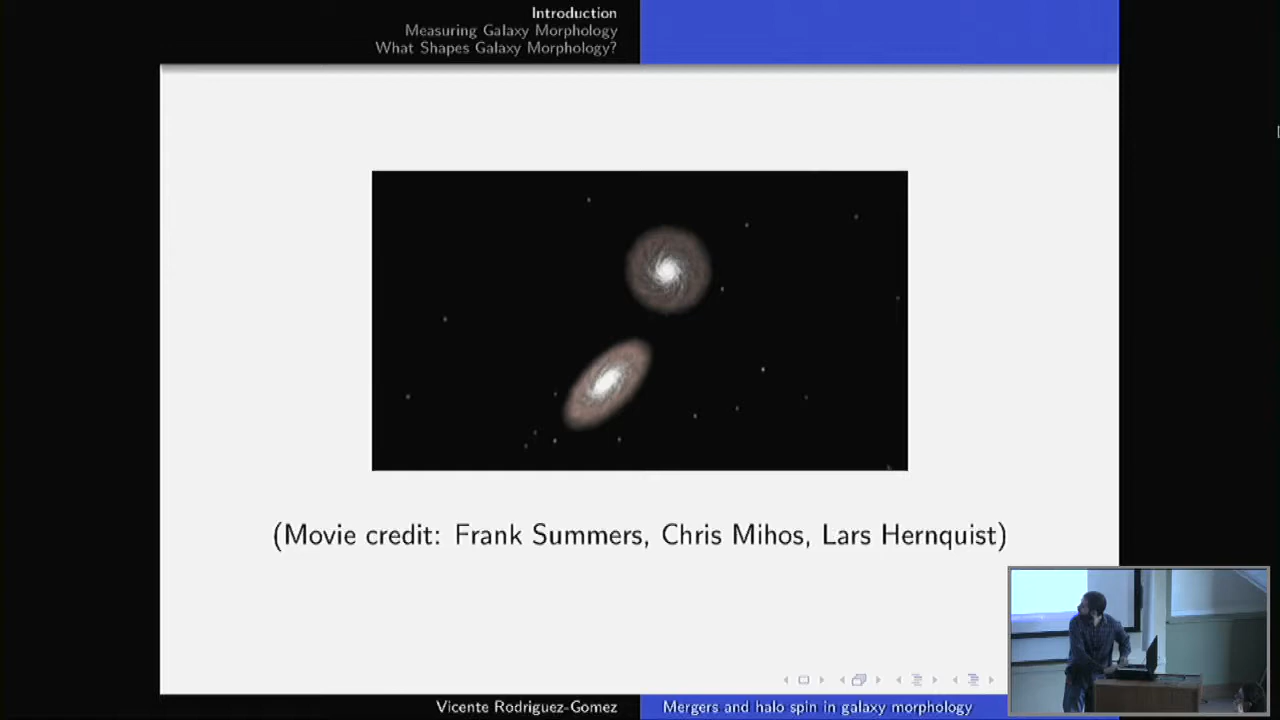 Introduction
Measuring Galaxy Morphology
What Shapes Galaxy Morphology?
(Movie credit: Frank Summers, Chris Mihos, Lars Hernquist)
Vicente Rodriguez-Gomez
Mergers and halo spin in galaxy morphology